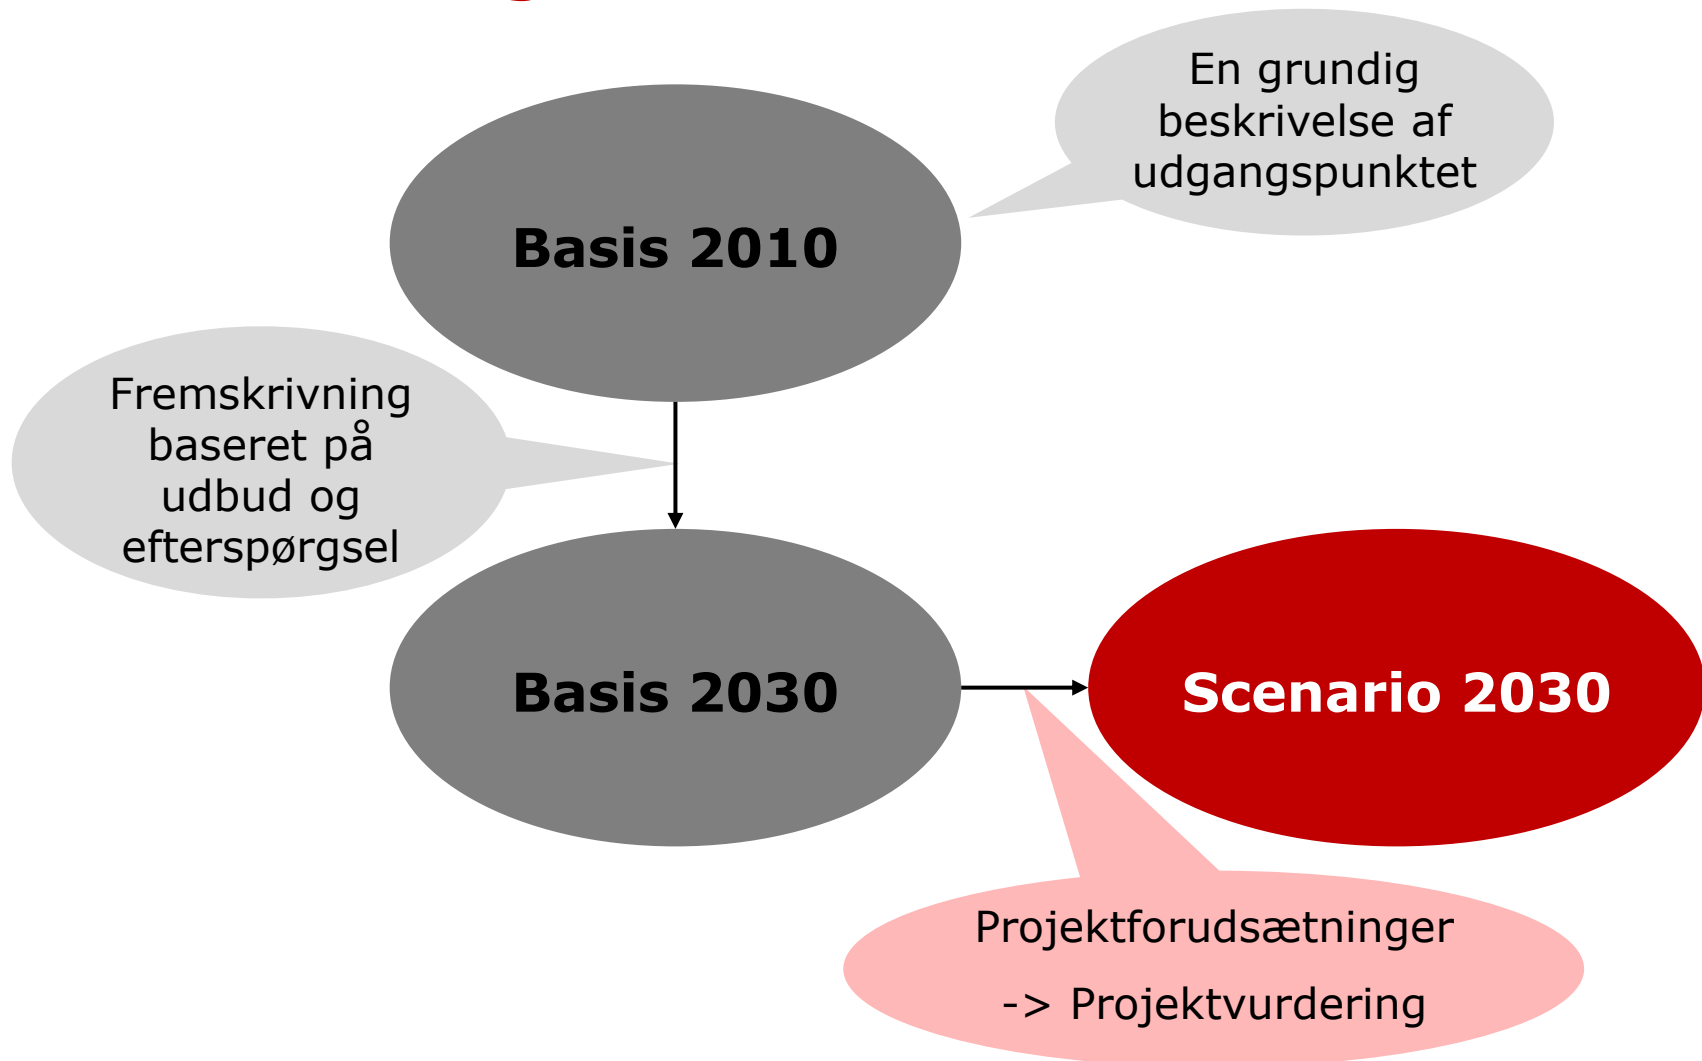 En grundig
beskrivelse af
udgangspunktet
Basis 2010
Fremskrivning
baseret på
udbud og
efterspørgsel
Basis 2030
Scenario 2030
Projektforudsætninger
-> Projektvurdering